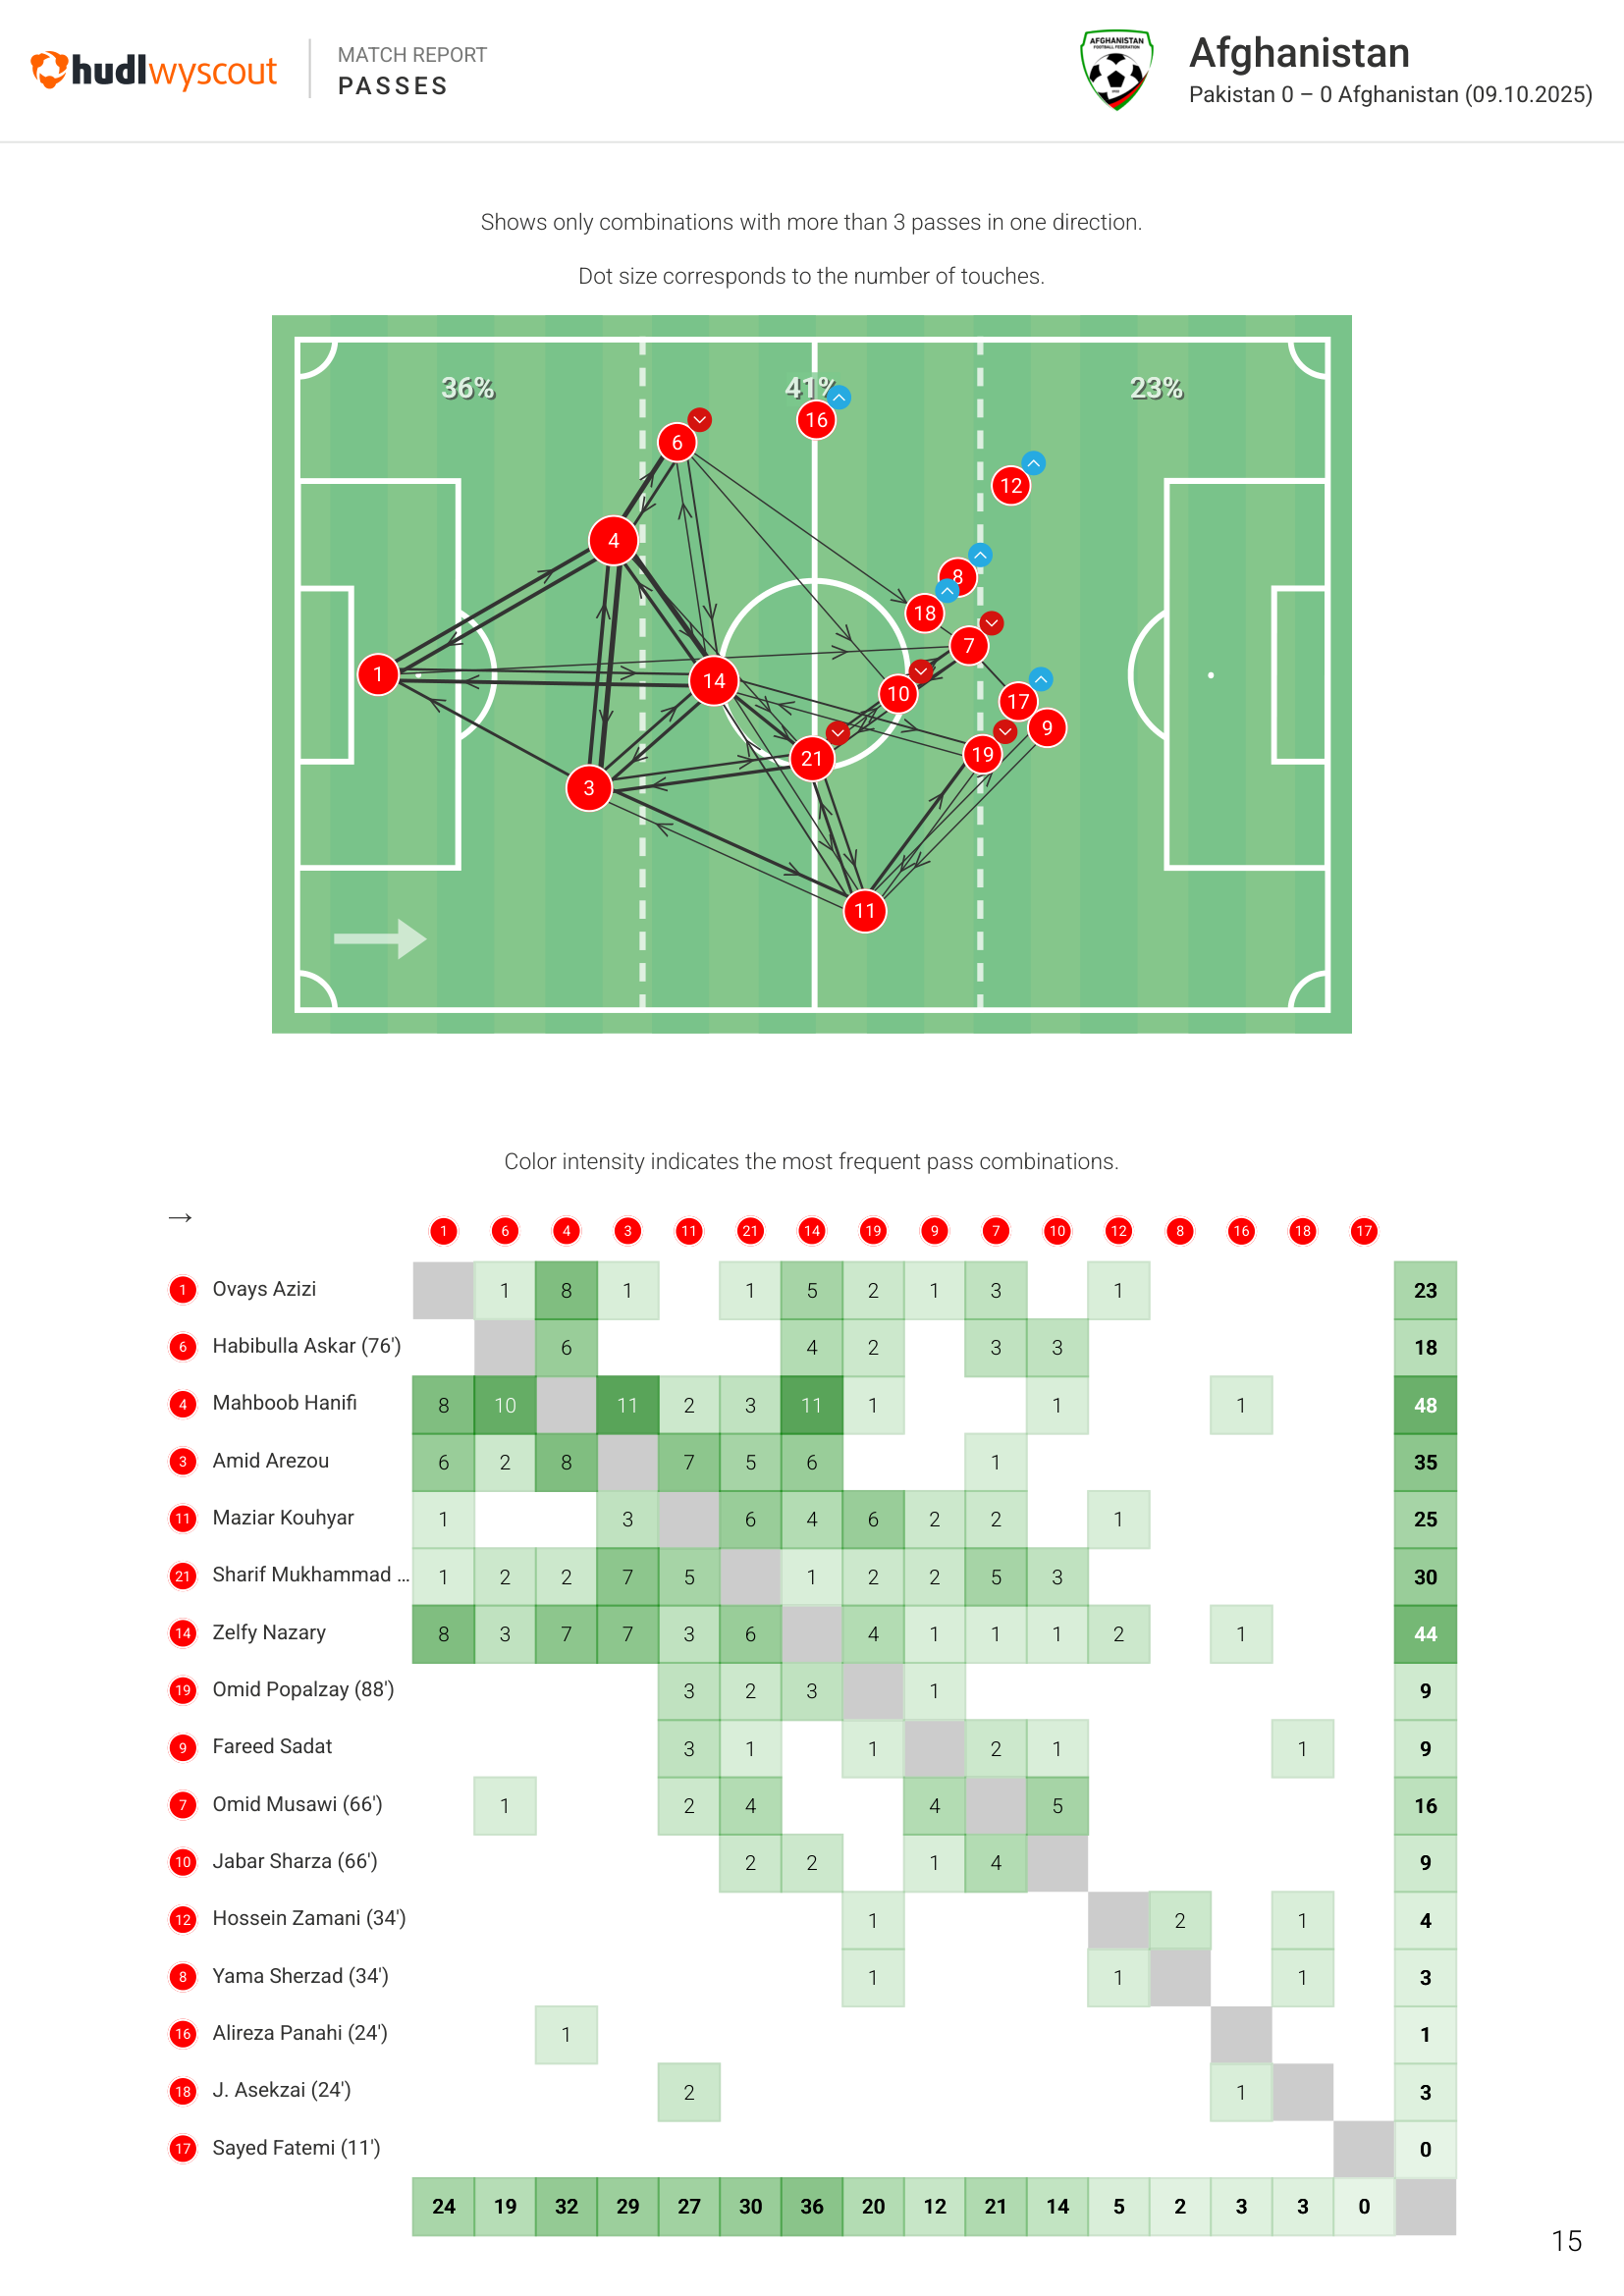 hudl wyscout
MATCH REPORT
PASSES
AFGHANISTAN
FOOTBALL FEDERATION
Afghanistan
Pakistan 0 – 0 Afghanistan (09.10.2025)
Shows only combinations with more than 3 passes in one direction.
Dot size corresponds to the number of touches.
36% 41% 23%
16
6
12
4
8
18
7
1
14
10
17
9
19
21
3
11
Color intensity indicates the most frequent pass combinations.
→ 1 6 4 3 11 21 14 19 9 7 10 12 8 16 18 17
1 Ovays Azizi 1 8 1 1 5 2 1 3 1 23
6 Habibulla Askar (76') 6 4 2 3 3 18
4 Mahboob Hanifi 8 10 11 2 3 11 1 1 1 48
3 Amid Arezou 6 2 8 7 5 6 1 35
11 Maziar Kouhyar 1 3 6 4 6 2 2 1 25
21 Sharif Mukhammad ... 1 2 2 7 5 1 2 2 5 3 30
14 Zelfy Nazary 8 3 7 7 3 6 4 1 1 1 2 1 44
19 Omid Popalzay (88') 3 2 3 1 9
9 Fareed Sadat 3 1 1 2 1 1 9
7 Omid Musawi (66') 1 2 4 4 5 16
10 Jabar Sharza (66') 2 2 1 4 9
12 Hossein Zamani (34') 1 2 1 4
8 Yama Sherzad (34') 1 1 1 3
16 Alireza Panahi (24') 1 1
18 J. Asekzai (24') 2 1 3
17 Sayed Fatemi (11') 0
24 19 32 29 27 30 36 20 12 21 14 5 2 3 3 0
15